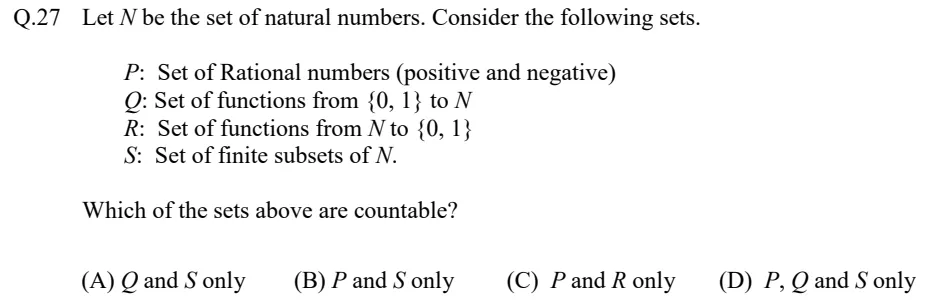 Q.27 Let N be the set of natural numbers. Consider the following sets.
P: Set of Rational numbers (positive and negative)
Q: Set of functions from {0, 1} to N
R: Set of functions from N to {0, 1}
S: Set of finite subsets of N.
Which of the sets above are countable?
(A) Q and S only (B) P and S only (C) P and R only (D) P, Q and S only